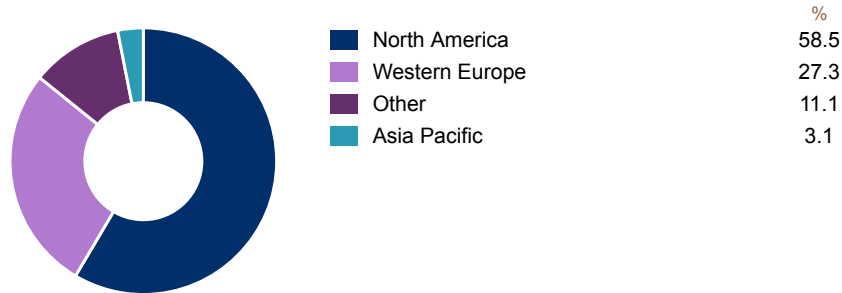 %
North America 58.5
Western Europe 27.3
Other 11.1
Asia Pacific 3.1